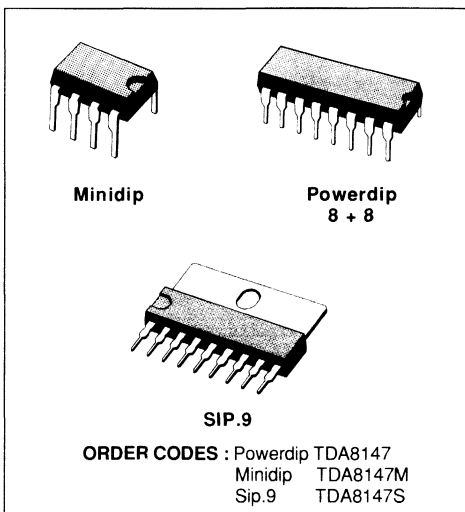 Minidip
Powerdip
8 + 8
SIP.9
ORDER CODES : Powerdip TDA8147
Minidip TDA8147M
Sip.9 TDA8147S